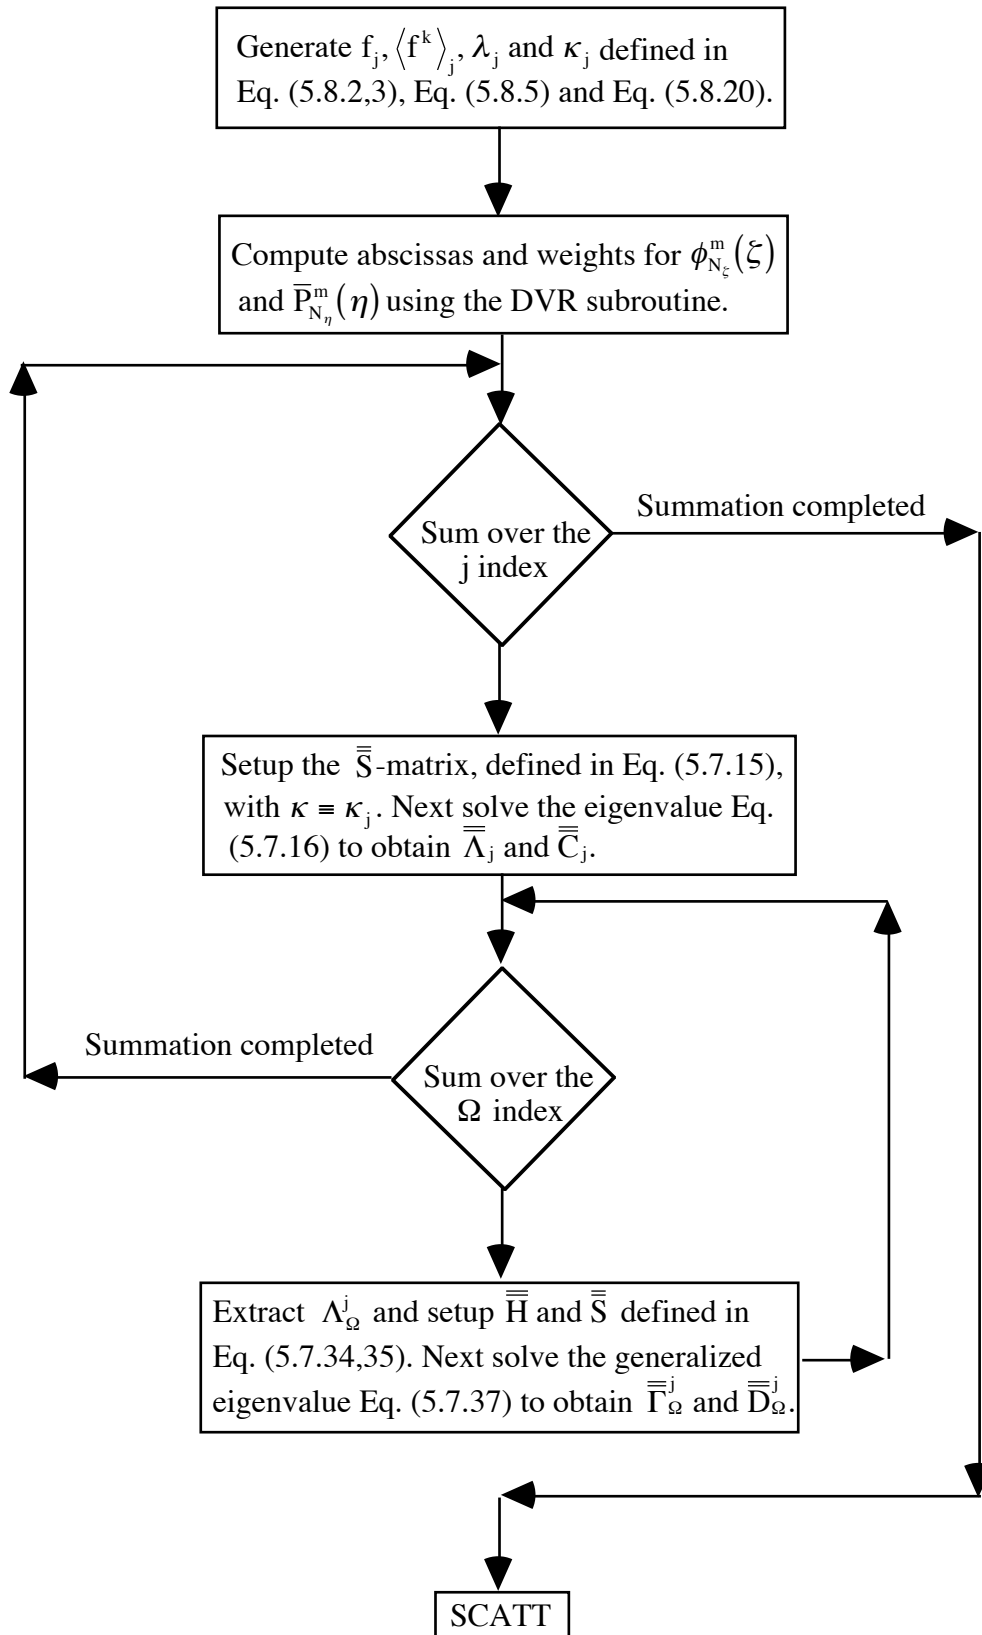 Generate f_j, ⟨f^k⟩_j, λ_j and κ_j defined in
Eq. (5.8.2,3), Eq. (5.8.5) and Eq. (5.8.20).
Compute abscissas and weights for ϕ^m_{N_ζ}(ζ)
and P̅^m_{N_η}(η) using the DVR subroutine.
Summation completed
Sum over the
j index
Setup the S̿-matrix, defined in Eq. (5.7.15),
with κ ≡ κ_j. Next solve the eigenvalue Eq.
(5.7.16) to obtain Λ̿_j and C̿_j.
Summation completed
Sum over the
Ω index
Extract Λ^j_Ω and setup H̿ and S̿ defined in
Eq. (5.7.34,35). Next solve the generalized
eigenvalue Eq. (5.7.37) to obtain Γ̿^j_Ω and D̿^j_Ω.
SCATT